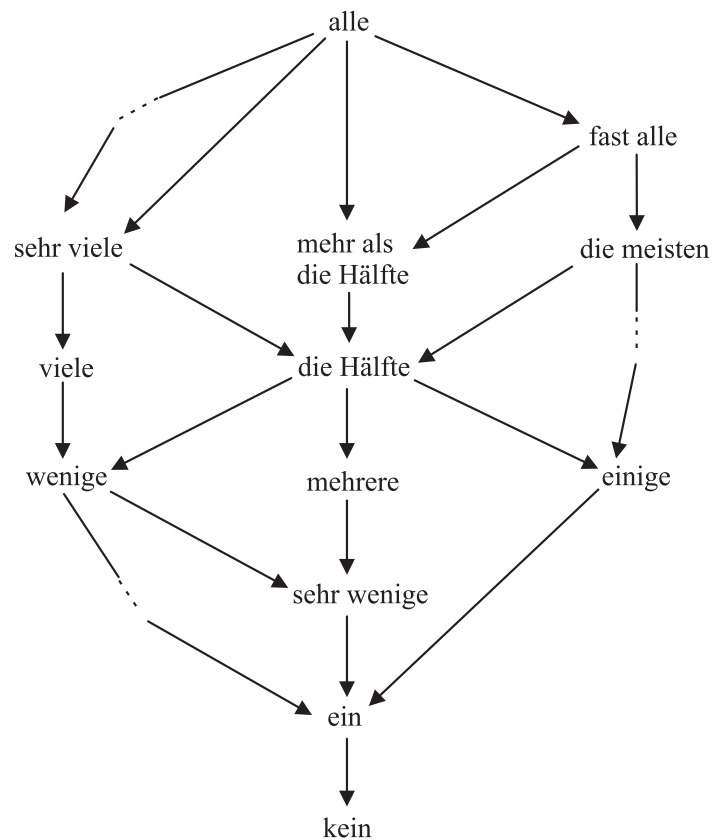 alle
fast alle
sehr viele
mehr als
die Hälfte
die meisten
viele
die Hälfte
wenige
mehrere
einige
sehr wenige
ein
kein